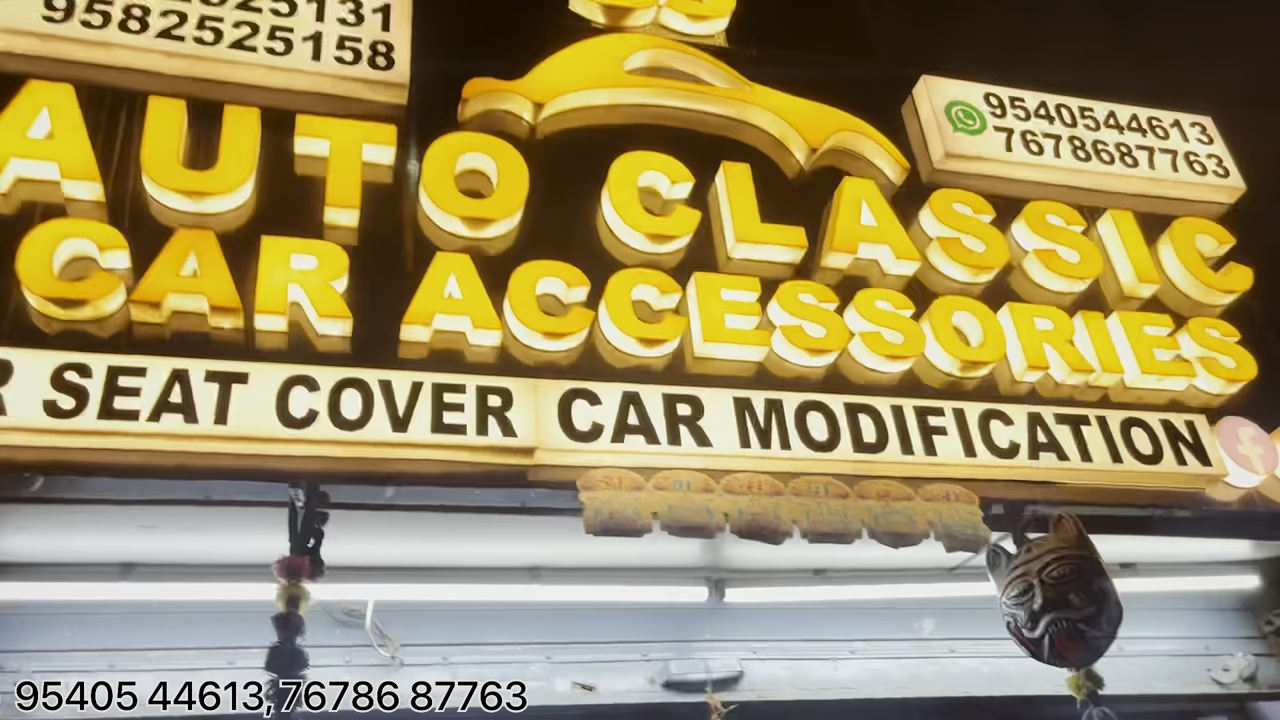 9582525158
9540544613
7678687763
AUTO CLASSIC
CAR ACCESSORIES
SEAT COVER CAR MODIFICATION
95405 44613,76786 87763